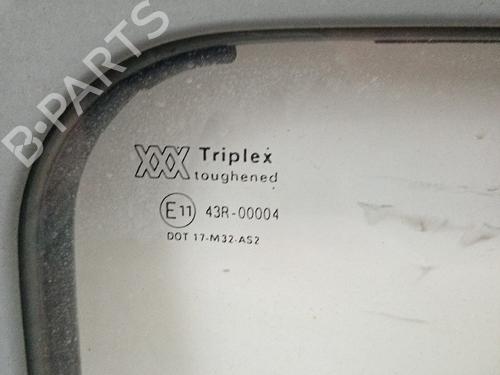 B-PARTS
XXX Triplex
toughened
E11 43R-00004
DOT 17-M32-AS2